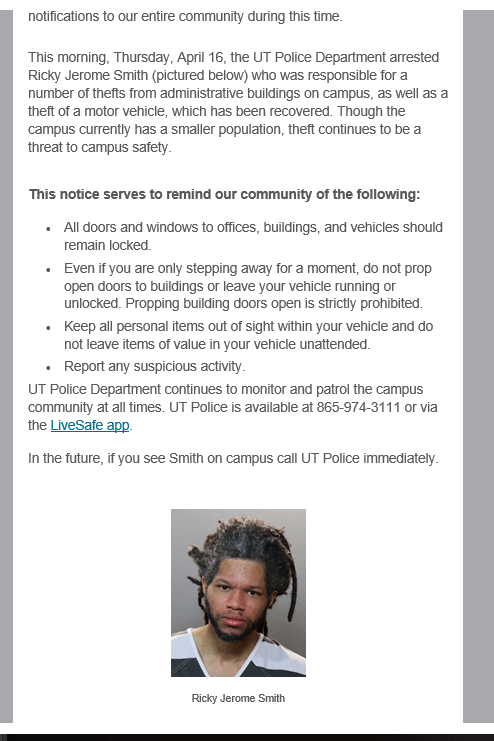 notifications to our entire community during this time.
This morning, Thursday, April 16, the UT Police Department arrested
Ricky Jerome Smith (pictured below) who was responsible for a
number of thefts from administrative buildings on campus, as well as a
theft of a motor vehicle, which has been recovered. Though the
campus currently has a smaller population, theft continues to be a
threat to campus safety.
This notice serves to remind our community of the following:
• All doors and windows to offices, buildings, and vehicles should
remain locked.
• Even if you are only stepping away for a moment, do not prop
open doors to buildings or leave your vehicle running or
unlocked. Propping building doors open is strictly prohibited.
• Keep all personal items out of sight within your vehicle and do
not leave items of value in your vehicle unattended.
• Report any suspicious activity.
UT Police Department continues to monitor and patrol the campus
community at all times. UT Police is available at 865-974-3111 or via
the LiveSafe app.
In the future, if you see Smith on campus call UT Police immediately.
Ricky Jerome Smith